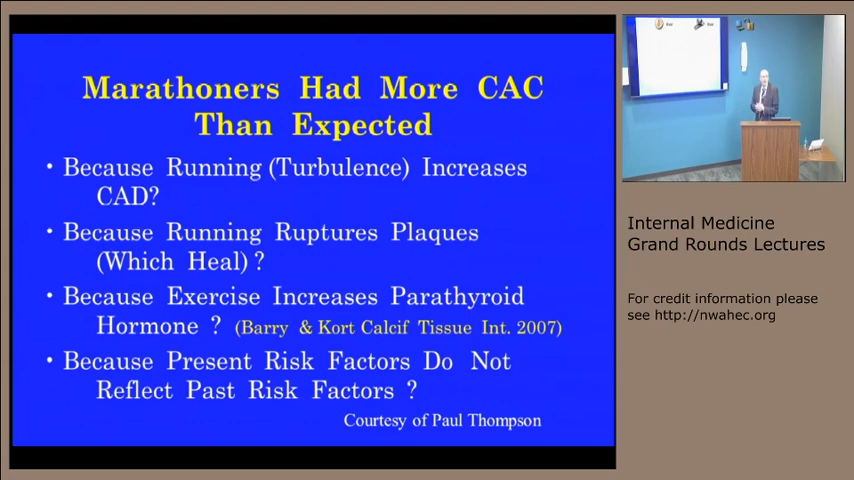 Marathoners Had More CAC
Than Expected
• Because Running (Turbulence) Increases
CAD?
• Because Running Ruptures Plaques
(Which Heal) ?
• Because Exercise Increases Parathyroid
Hormone ? (Barry & Kort Calcif Tissue Int. 2007)
• Because Present Risk Factors Do Not
Reflect Past Risk Factors ?
Courtesy of Paul Thompson
Internal Medicine
Grand Rounds Lectures
For credit information please
see http://nwahec.org